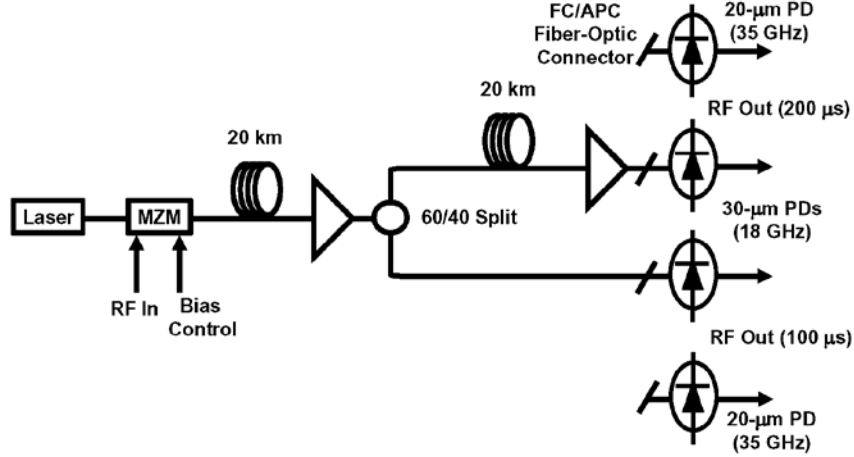 FC/APC
Fiber-Optic
Connector
20-µm PD
(35 GHz)
20 km
RF Out (200 µs)
20 km
Laser
MZM
60/40 Split
30-µm PDs
(18 GHz)
RF In
Bias
Control
RF Out (100 µs)
20-µm PD
(35 GHz)